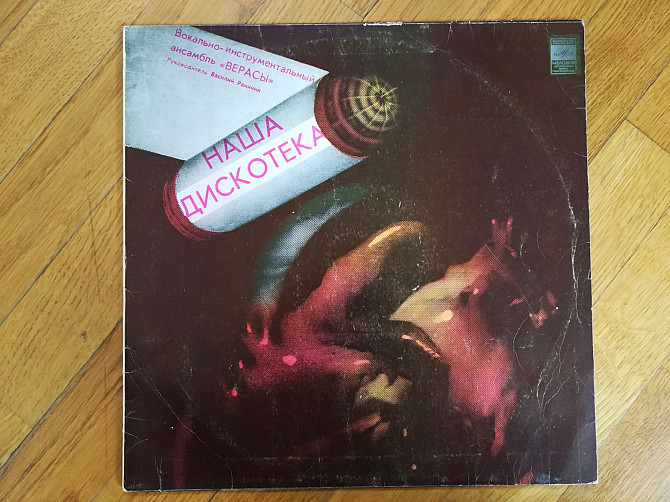 Вокально-инструментальный
ансамбль «ВЕРАСЫ»
Руководитель Василий Раинчик
НАША
ДИСКОТЕКА
МЕЛОДИЯ